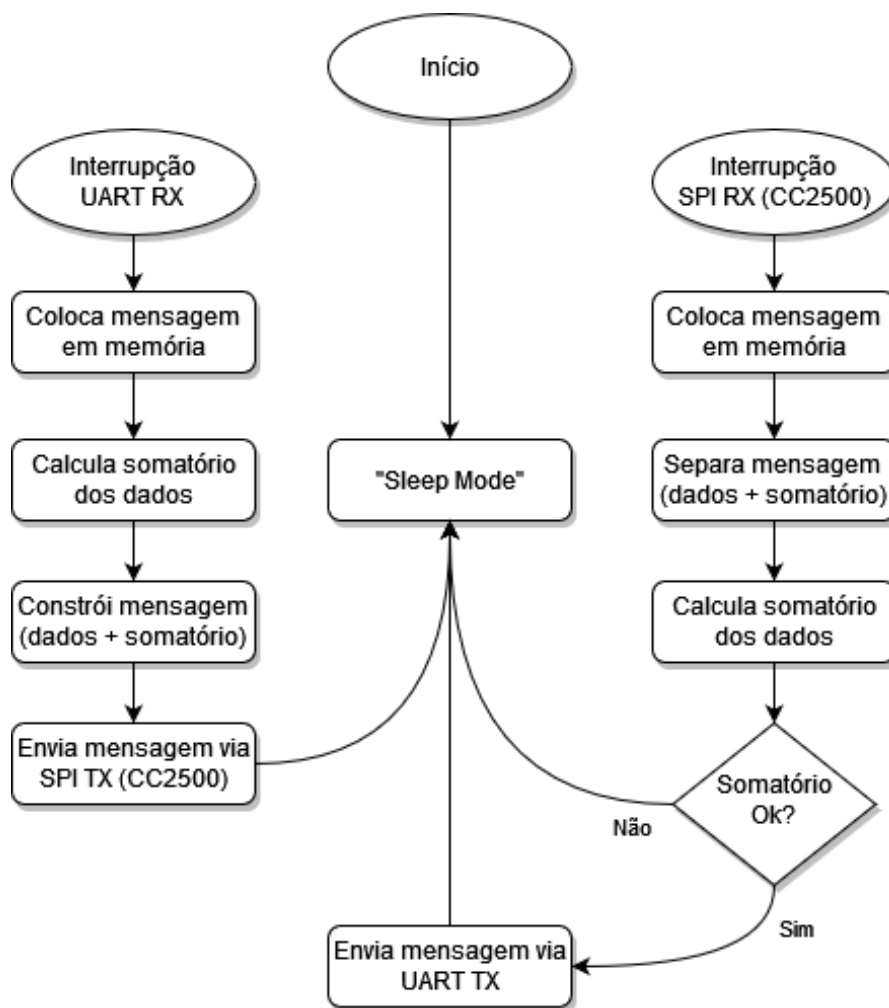 Início
Interrupção
UART RX
Coloca mensagem
em memória
Calcula somatório
dos dados
Constrói mensagem
(dados + somatório)
Envia mensagem via
SPI TX (CC2500)
"Sleep Mode"
Interrupção
SPI RX (CC2500)
Coloca mensagem
em memória
Separa mensagem
(dados + somatório)
Calcula somatório
dos dados
Somatório
Ok?
Não
Sim
Envia mensagem via
UART TX